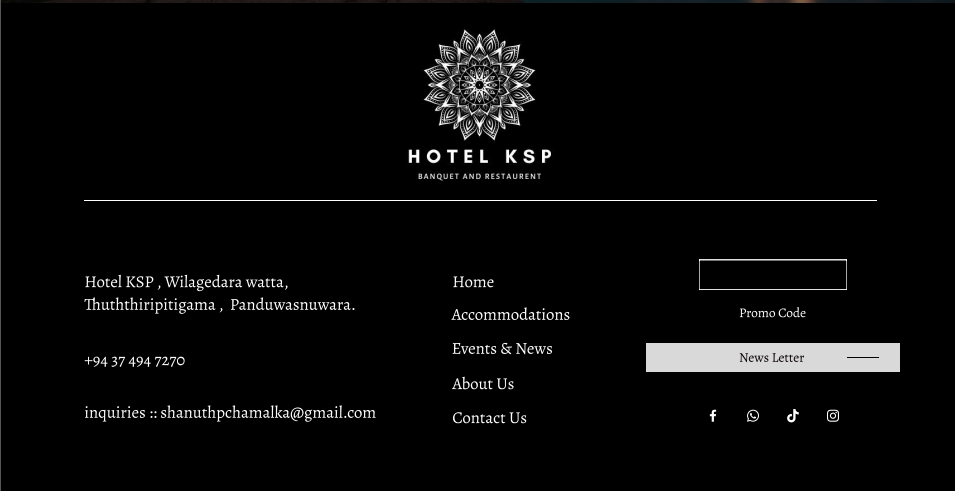 HOTEL KSP
BANQUET AND RESTAURENT
Hotel KSP , Wilagedara watta,
Thuththiripitigama ,  Panduwasnuwara.
+94 37 494 7270
inquiries :: shanuthpchamalka@gmail.com
Home
Accommodations
Events & News
About Us
Contact Us
Promo Code
News Letter